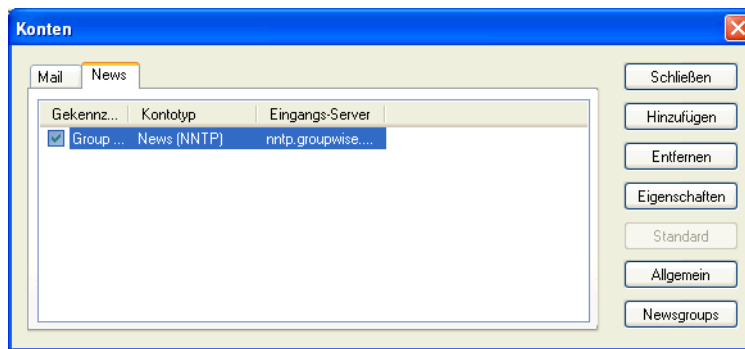 Konten
Mail News
Gekennz... Kontotyp Eingangs-Server
Group ... News (NNTP) nntp.groupwise....
Schließen
Hinzufügen
Entfernen
Eigenschaften
Standard
Allgemein
Newsgroups